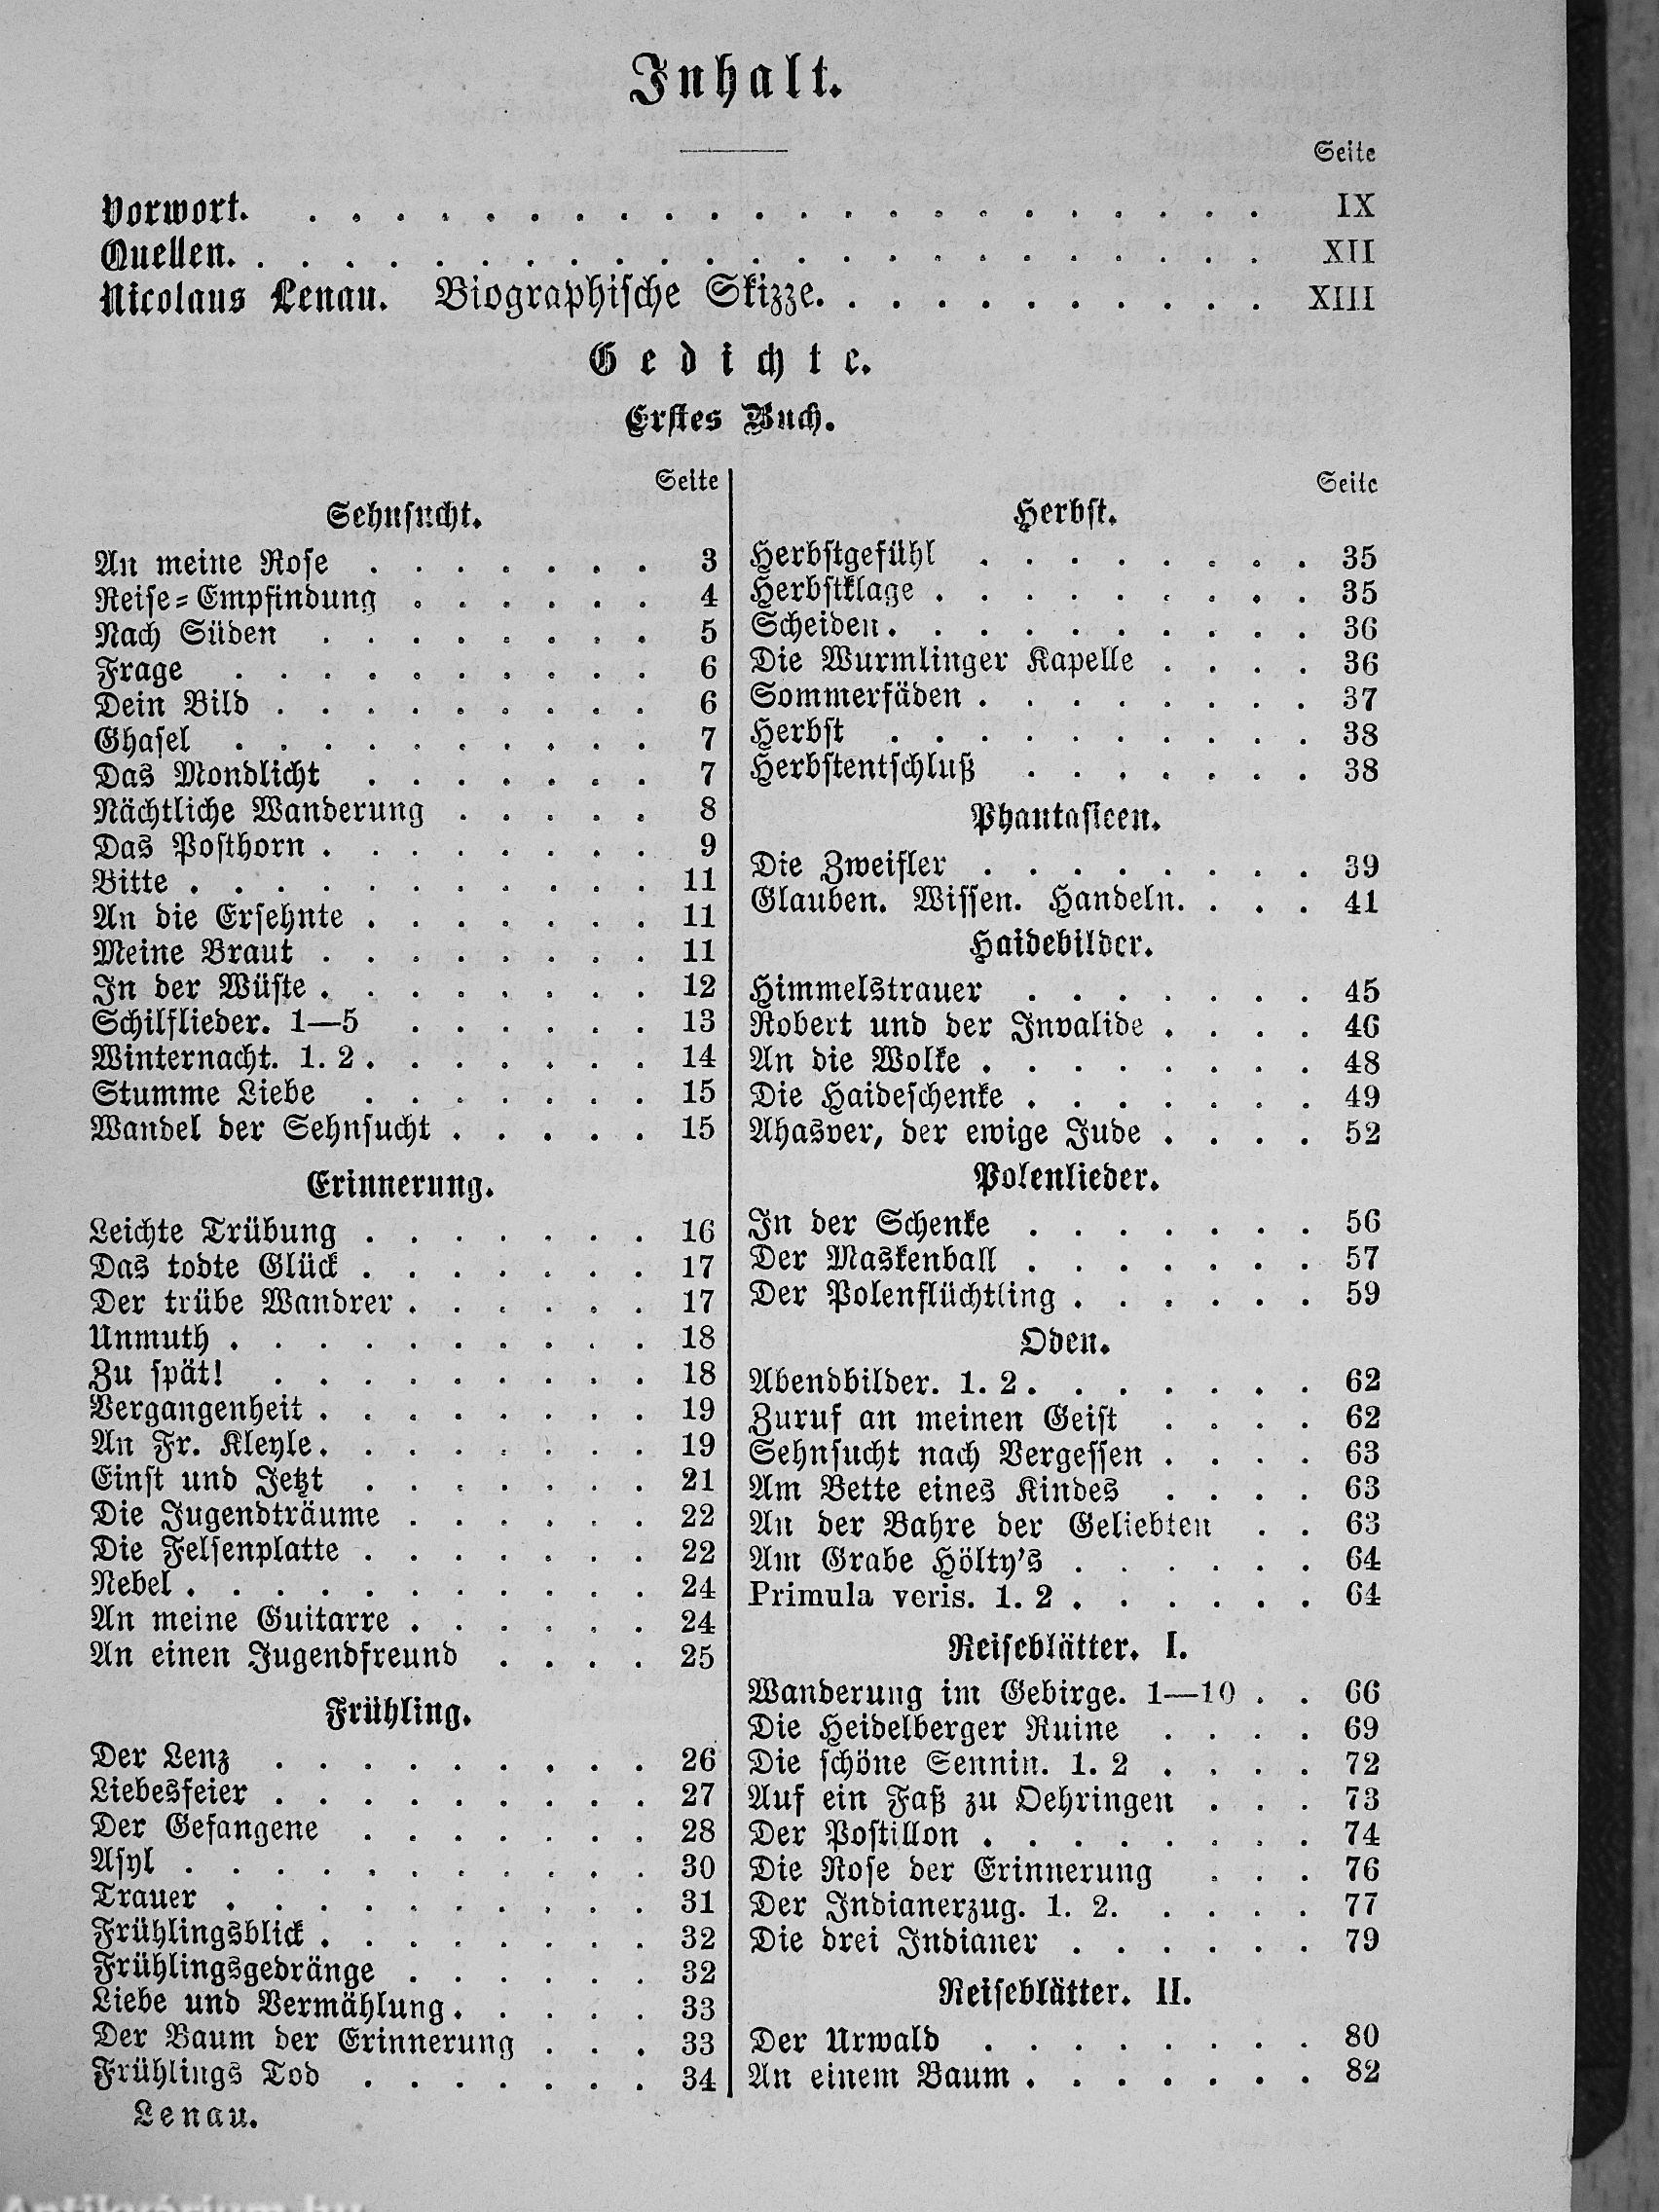 Inhalt.
Seite
Vorwort. . . . . . . . . . . . . . . . . . . . . . . IX
Quellen. . . . . . . . . . . . . . . . . . . . . . . . XII
Nicolaus Lenau. Biographische Skizze. . . . . . . . . . . XIII
Gedichte.
Erstes Buch.
Seite
Sehnsucht.
An meine Rose . . . . . . . 3
Reise-Empfindung . . . . . . 4
Nach Süden . . . . . . . . 5
Frage . . . . . . . . . . 6
Dein Bild . . . . . . . . . 6
Ghasel . . . . . . . . . . 7
Das Mondlicht . . . . . . . 7
Nächtliche Wanderung . . . . . 8
Das Posthorn . . . . . . . . 9
Bitte . . . . . . . . . . . 11
An die Ersehnte . . . . . . . 11
Meine Braut . . . . . . . . 11
In der Wüste . . . . . . . . 12
Schilflieder. 1—5 . . . . . . 13
Winternacht. 1. 2 . . . . . . . 14
Stumme Liebe . . . . . . . 15
Wandel der Sehnsucht . . . . . 15
Erinnerung.
Leichte Trübung . . . . . . . 16
Das todte Glück . . . . . . . 17
Der trübe Wandrer . . . . . . 17
Unmuth . . . . . . . . . . 18
Zu spät! . . . . . . . . . 18
Vergangenheit . . . . . . . . 19
An Fr. Kleyle. . . . . . . . 19
Einst und Jetzt . . . . . . . 21
Die Jugendträume . . . . . . 22
Die Felsenplatte . . . . . . . 22
Nebel . . . . . . . . . . . 24
An meine Guitarre . . . . . . 24
An einen Jugendfreund . . . . 25
Frühling.
Der Lenz . . . . . . . . . 26
Liebesfeier . . . . . . . . . 27
Der Gefangene . . . . . . . 28
Asyl . . . . . . . . . . . 30
Trauer . . . . . . . . . . 31
Frühlingsblick . . . . . . . . 32
Frühlingsgedränge . . . . . . 32
Liebe und Vermählung . . . . . 33
Der Baum der Erinnerung . . . 33
Frühlings Tod . . . . . . . 34
Seite
Herbst.
Herbstgefühl . . . . . . . . 35
Herbstklage . . . . . . . . . 35
Scheiden. . . . . . . . . . 36
Die Wurmlinger Kapelle . . . . 36
Sommerfäden . . . . . . . . 37
Herbst . . . . . . . . . . 38
Herbstentschluß . . . . . . . 38
Phantasieen.
Die Zweifler . . . . . . . . 39
Glauben. Wissen. Handeln. . . . 41
Haidebilder.
Himmelstrauer . . . . . . . 45
Robert und der Invalide . . . . 46
An die Wolke . . . . . . . . 48
Die Haideschenke . . . . . . . 49
Ahasver, der ewige Jude . . . . 52
Polenlieder.
In der Schenke . . . . . . . 56
Der Maskenball . . . . . . . 57
Der Polenflüchtling . . . . . . 59
Oden.
Abendbilder. 1. 2 . . . . . . . 62
Zuruf an meinen Geist . . . . 62
Sehnsucht nach Vergessen . . . . 63
Am Bette eines Kindes . . . . 63
An der Bahre der Geliebten . . 63
Am Grabe Hölty's . . . . . . 64
Primula veris. 1. 2 . . . . . . 64
Reiseblätter. I.
Wanderung im Gebirge. 1—10 . . 66
Die Heidelberger Ruine . . . . 69
Die schöne Sennin. 1. 2 . . . . 72
Auf ein Faß zu Oehringen . . . 73
Der Postillon . . . . . . . . 74
Die Rose der Erinnerung . . . 76
Der Indianerzug. 1. 2. . . . . 77
Die drei Indianer . . . . . . 79
Reiseblätter. II.
Der Urwald . . . . . . . . 80
An einem Baum . . . . . . . 82
Lenau.
Antikvárium.hu